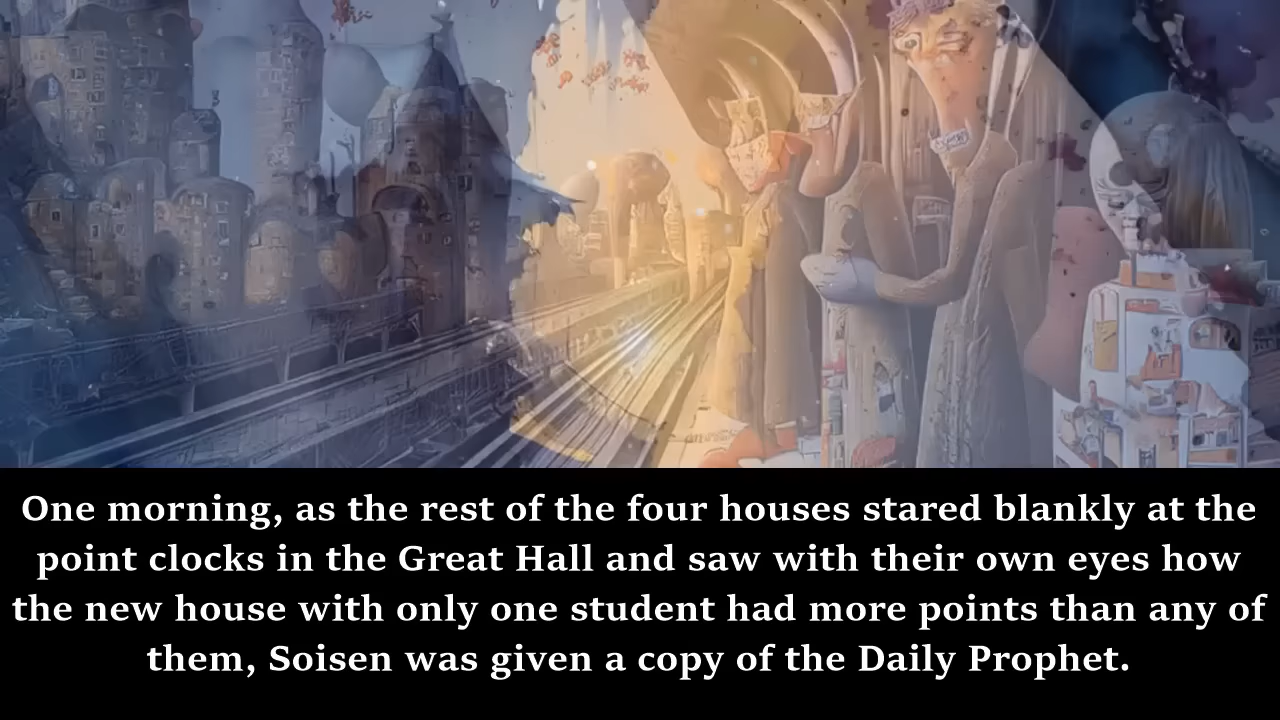 One morning, as the rest of the four houses stared blankly at the
point clocks in the Great Hall and saw with their own eyes how
the new house with only one student had more points than any of
them, Soisen was given a copy of the Daily Prophet.